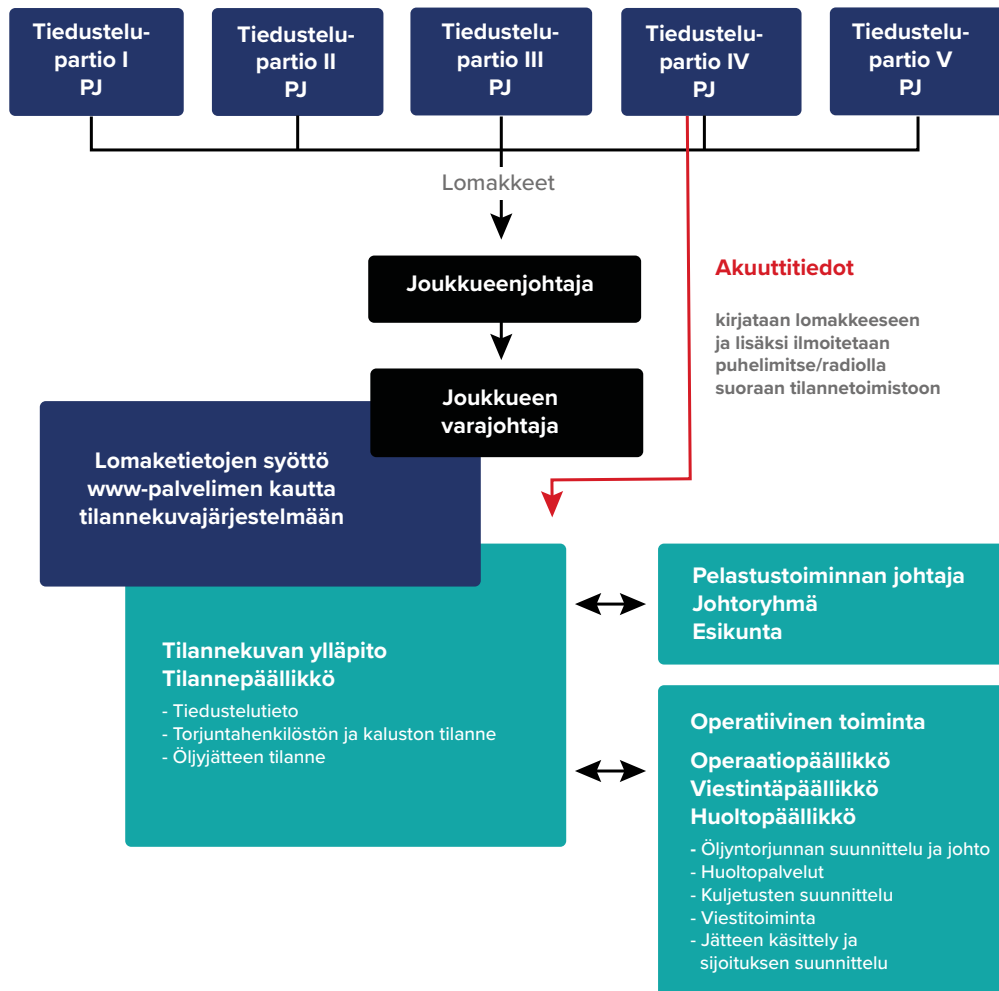 Tiedustelu-
partio I
PJ
Tiedustelu-
partio II
PJ
Tiedustelu-
partio III
PJ
Tiedustelu-
partio IV
PJ
Tiedustelu-
partio V
PJ
Lomakkeet
Joukkueenjohtaja
Akuuttitiedot
kirjataan lomakkeeseen
ja lisäksi ilmoitetaan
puhelimitse/radiolla
suoraan tilannetoimistoon
Joukkueen
varajohtaja
Lomaketietojen syöttö
www-palvelimen kautta
tilannekuvajärjestelmään
Tilannekuvan ylläpito
Tilannepäällikkö
- Tiedustelutieto
- Torjuntahenkilöstön ja kaluston tilanne
- Öljyjätteen tilanne
Pelastustoiminnan johtaja
Johtoryhmä
Esikunta
Operatiivinen toiminta
Operaatiopäällikkö
Viestintäpäällikkö
Huoltopäällikkö
- Öljyntorjunnan suunnittelu ja johto
- Huoltopalvelut
- Kuljetusten suunnittelu
- Viestitoiminta
- Jätteen käsittely ja
sijoituksen suunnittelu